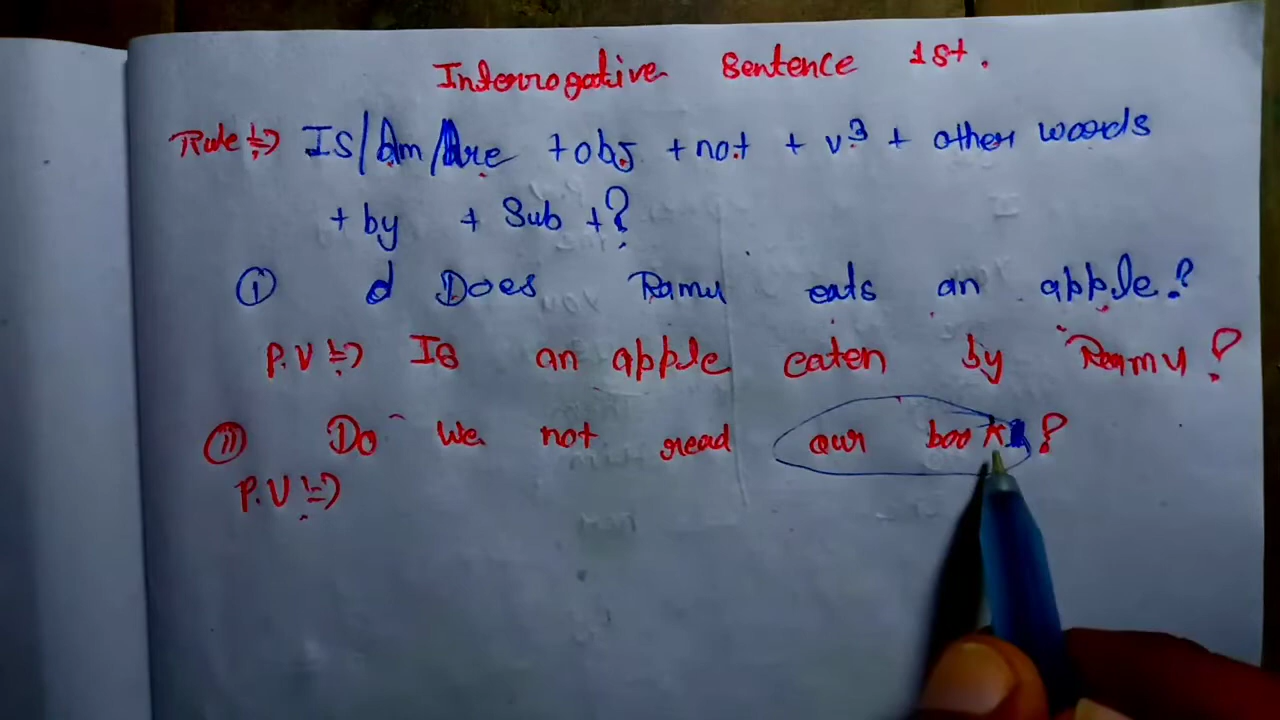 Interrogative Sentence 1st.
Rule :-) Is/Am/Are + obj + not + v³ + other words
+ by + Sub + ?
(i) d Does Ramu eats an apple?
P.V :-) Is an apple eaten by Ramu?
(ii) Do we not read our book ?
P.V :-)